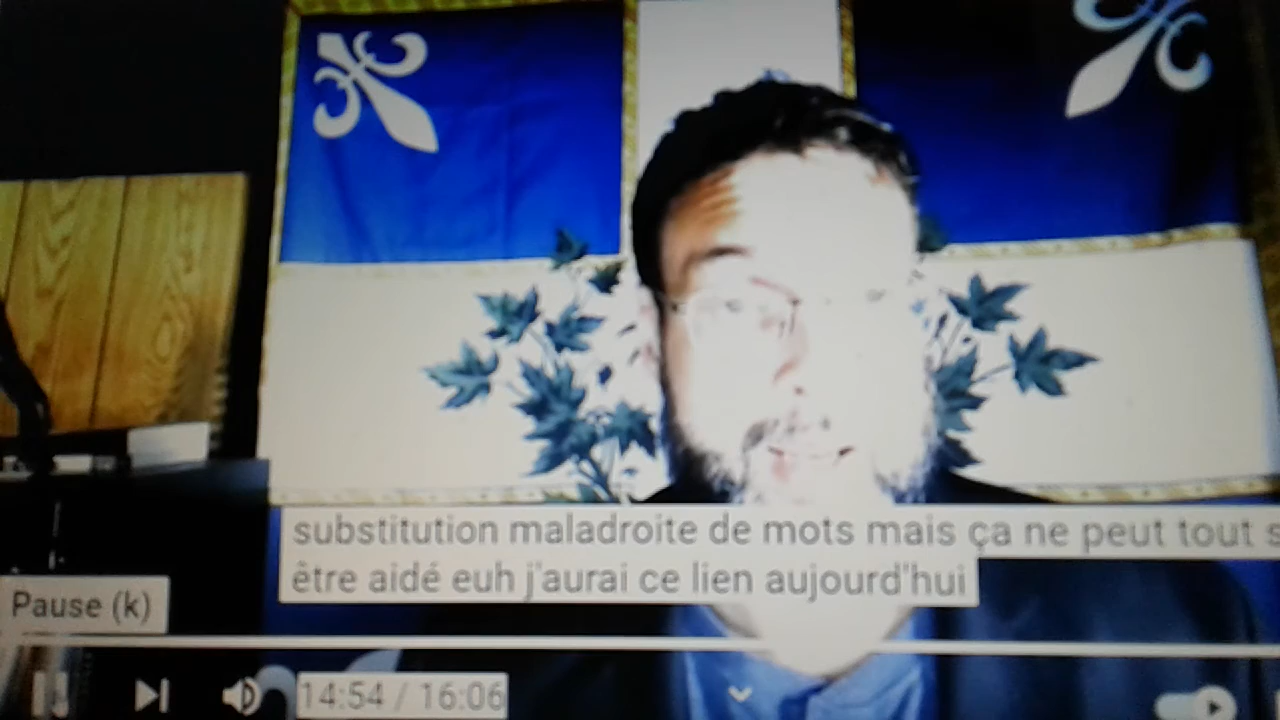 substitution maladroite de mots mais ça ne peut tout s
être aidé euh j'aurai ce lien aujourd'hui
Pause (k)
14:54 / 16:06